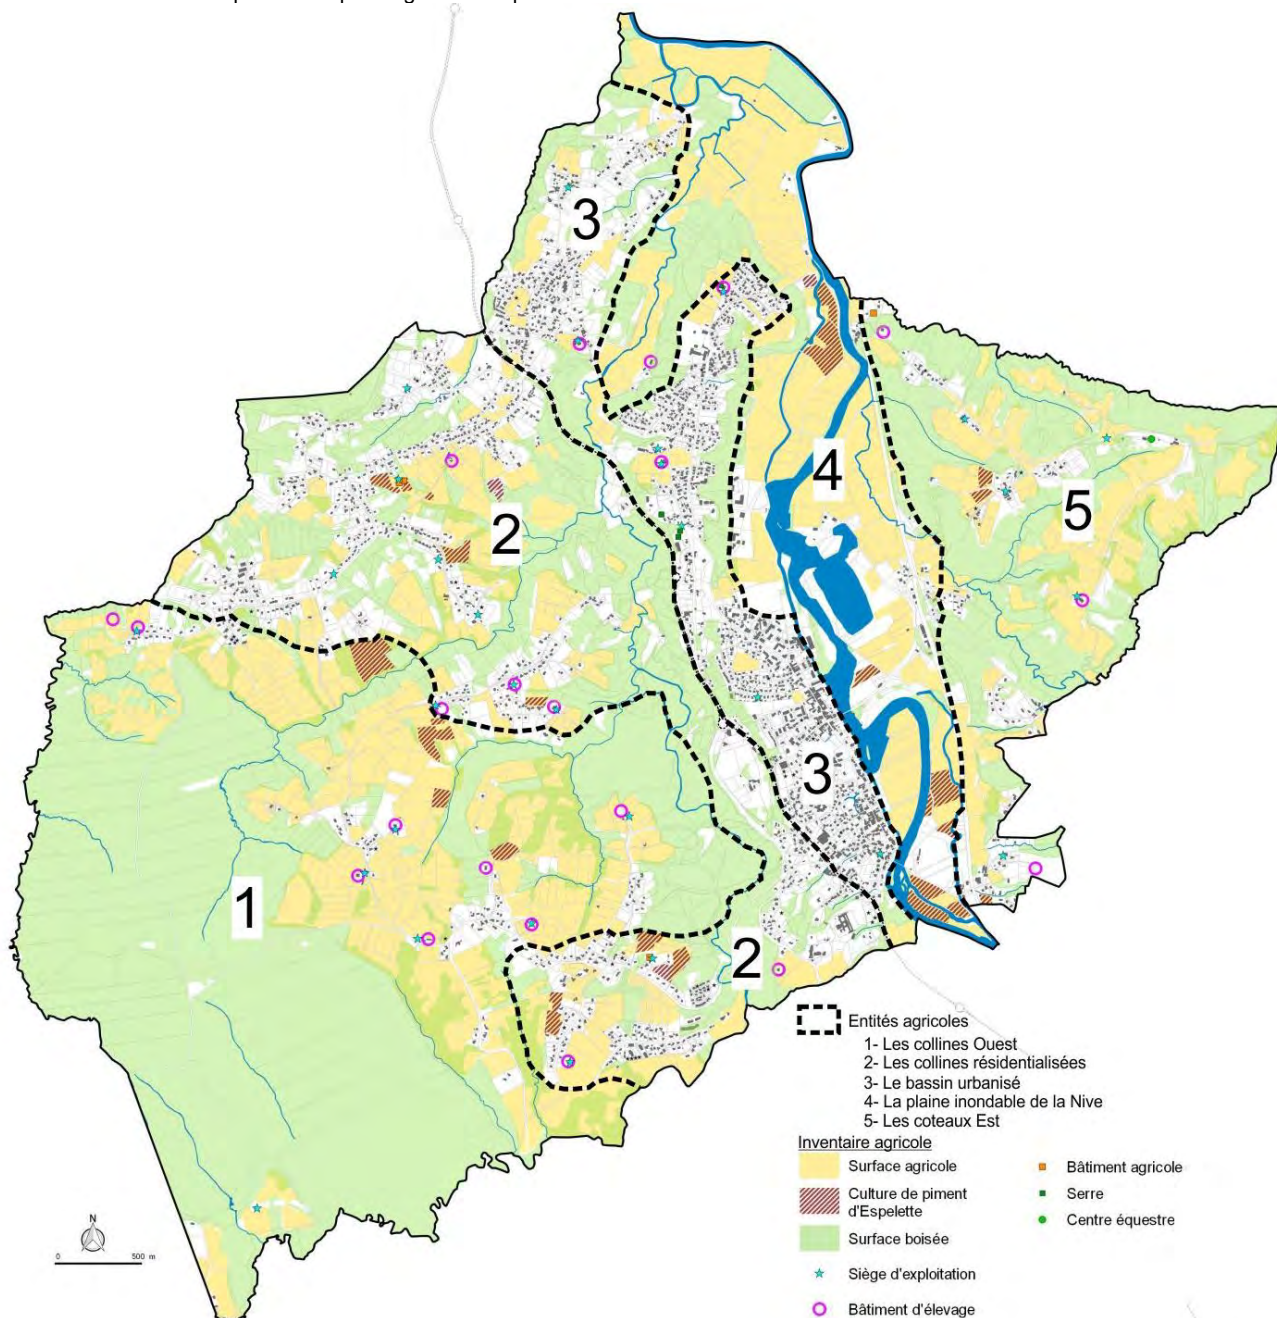 3
4
2
5
3
1
2
Entités agricoles
1- Les collines Ouest
2- Les collines résidentialisées
3- Le bassin urbanisé
4- La plaine inondable de la Nive
5- Les coteaux Est
Inventaire agricole
Surface agricole
Culture de piment
d'Espelette
Surface boisée
Siège d'exploitation
Bâtiment d'élevage
Bâtiment agricole
Serre
Centre équestre
N
0 500 m